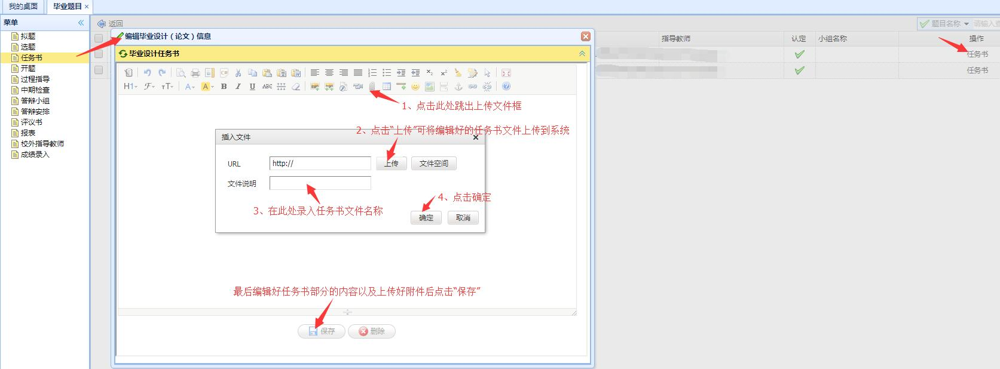 我的桌面
毕业题目
菜单
拟题
选题
任务书
开题
过程指导
中期检查
答辩小组
答辩安排
评议书
报表
校外指导教师
成绩录入
返回
题目名称
请输入查
指导教师
认定
小组名称
操作
任务书
任务书
编辑毕业设计（论文）信息
毕业设计任务书
H1
1、点击此处跳出上传文件框
2、点击“上传”可将编辑好的任务书文件上传到系统
插入文件
URL
http://
上传
文件空间
文件说明
3、在此处录入任务书文件名称
4、点击确定
确定
取消
最后编辑好任务书部分的内容以及上传好附件后点击“保存”
保存
删除